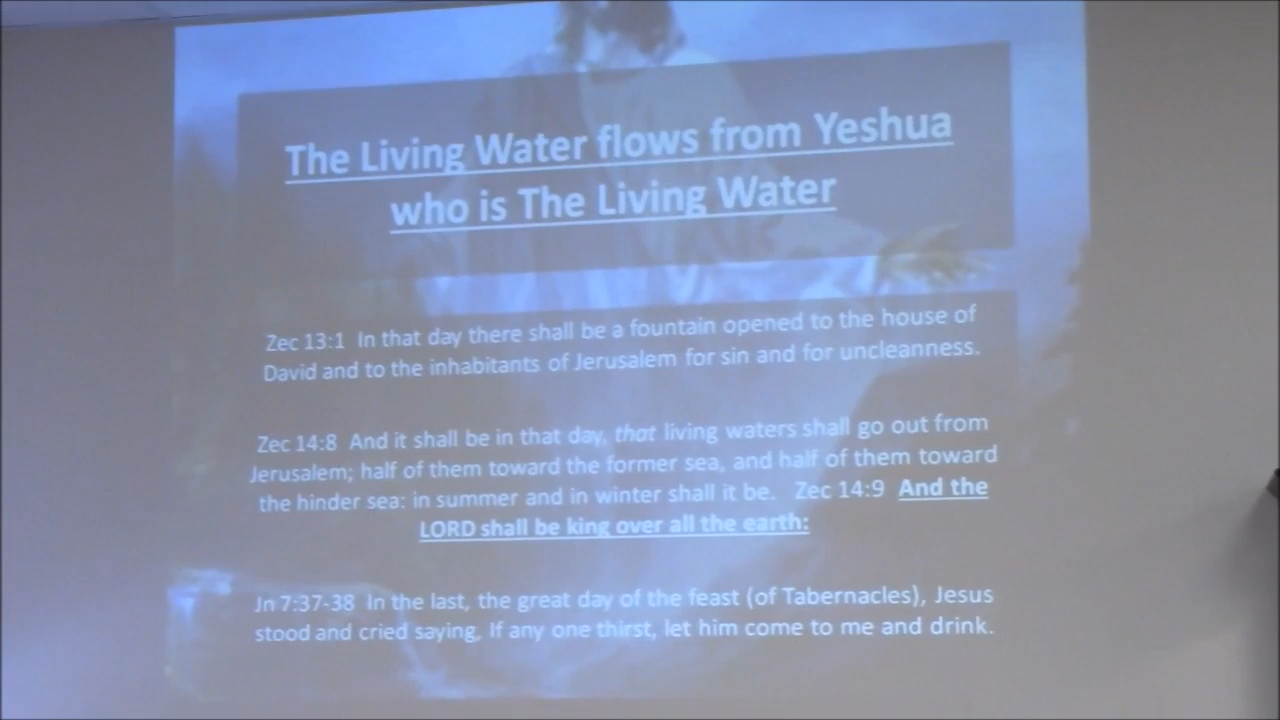 The Living Water flows from Yeshua
who is The Living Water
Zec 13:1 In that day there shall be a fountain opened to the house of
David and to the inhabitants of Jerusalem for sin and for uncleanness.
Zec 14:8 And it shall be in that day, that living waters shall go out from
Jerusalem; half of them toward the former sea, and half of them toward
the hinder sea: in summer and in winter shall it be. Zec 14:9 And the
LORD shall be king over all the earth:
Jn 7:37-38 In the last, the great day of the feast (of Tabernacles), Jesus
stood and cried saying, If any one thirst, let him come to me and drink.